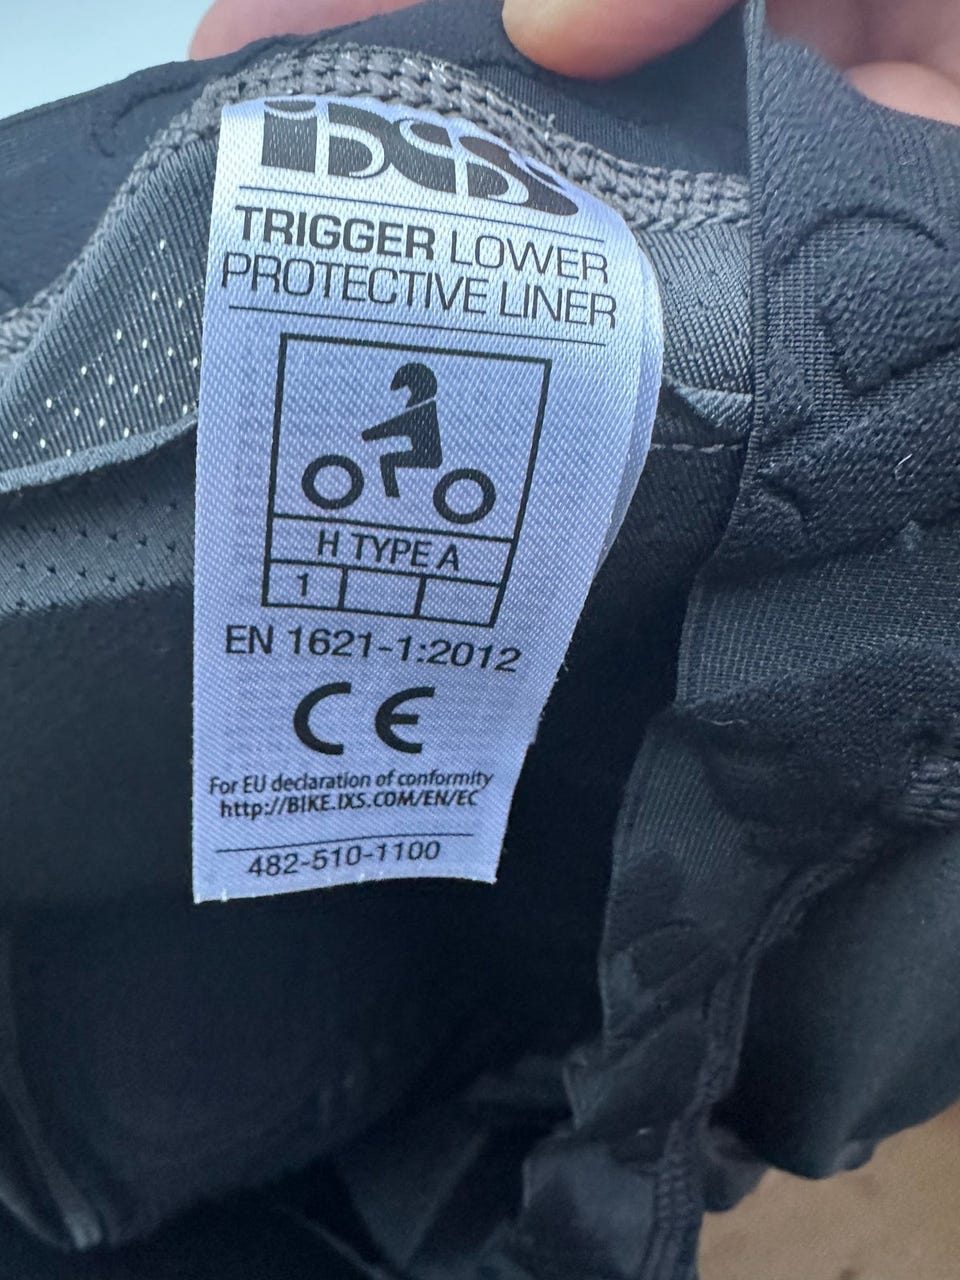 iXS
TRIGGER LOWER
PROTECTIVE LINER
H TYPE A
1
EN 1621-1:2012
CE
For EU declaration of conformity
http://BIKE.IXS.COM/EN/EC
482-510-1100